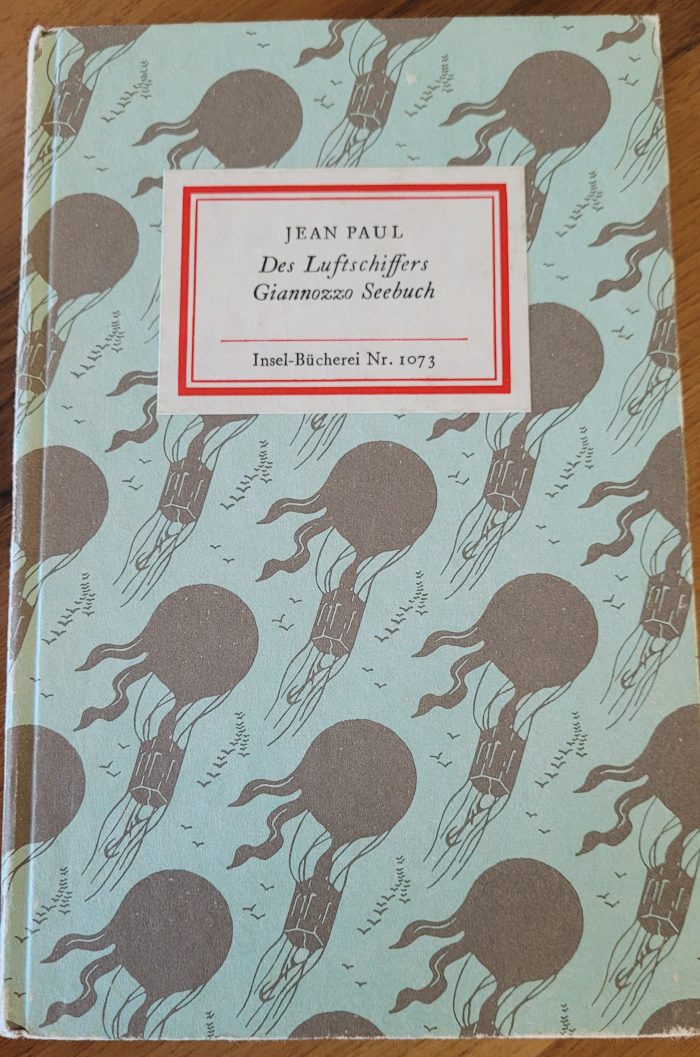 JEAN PAUL
Des Luftschiffers
Giannozzo Seebuch
Insel-Bücherei Nr. 1073